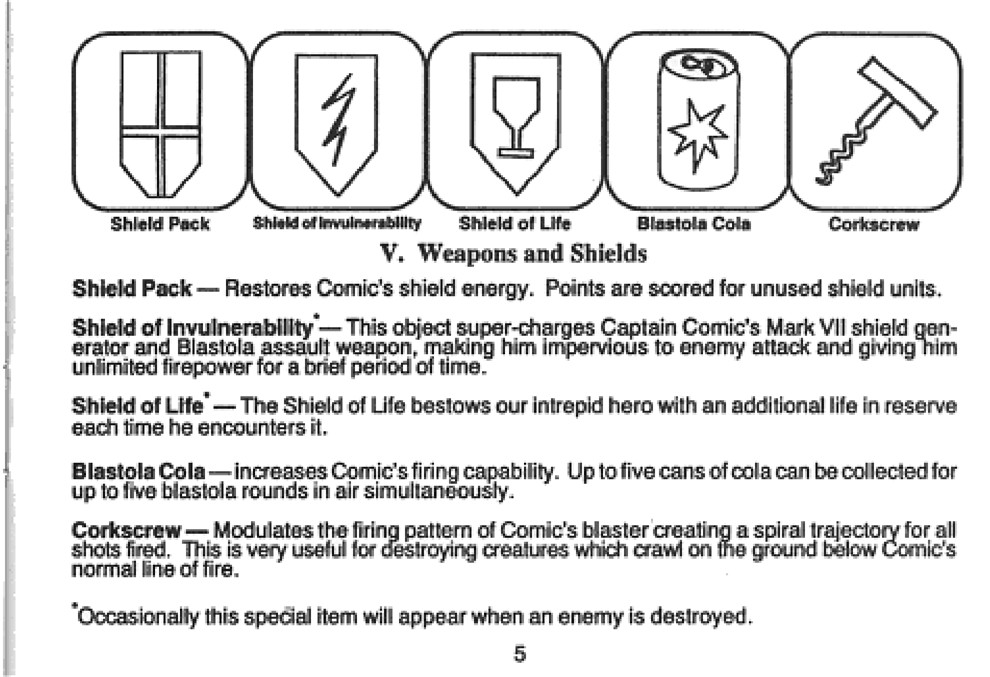 Shield Pack Shield of Invulnerability Shield of Life Blastola Cola Corkscrew
V. Weapons and Shields
Shield Pack — Restores Comic's shield energy. Points are scored for unused shield units.
Shield of Invulnerability*— This object super-charges Captain Comic's Mark VII shield gen-
erator and Blastola assault weapon, making him impervious to enemy attack and giving him
unlimited firepower for a brief period of time.
Shield of Life* — The Shield of Life bestows our intrepid hero with an additional life in reserve
each time he encounters it.
Blastola Cola — increases Comic's firing capability. Up to five cans of cola can be collected for
up to five blastola rounds in air simultaneously.
Corkscrew — Modulates the firing pattern of Comic's blaster creating a spiral trajectory for all
shots fired. This is very useful for destroying creatures which crawl on the ground below Comic's
normal line of fire.
*Occasionally this special item will appear when an enemy is destroyed.
5